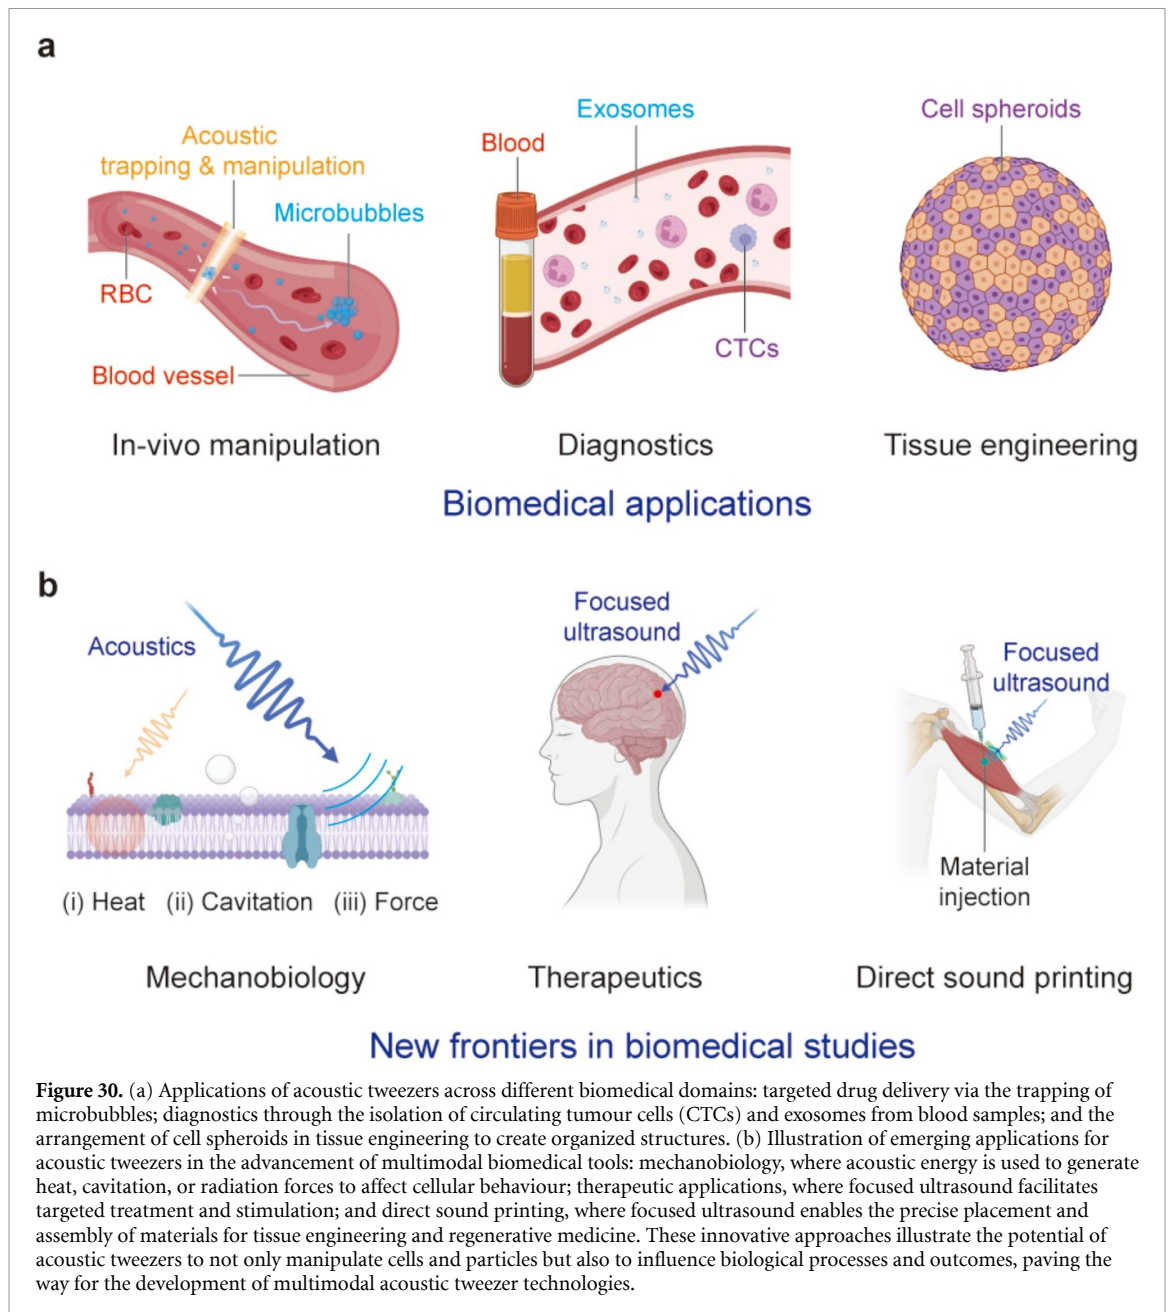 a
Acoustic
trapping & manipulation
Microbubbles
RBC
Blood vessel
In-vivo manipulation
Blood
Exosomes
CTCs
Diagnostics
Cell spheroids
Tissue engineering
Biomedical applications
b
Acoustics
(i) Heat (ii) Cavitation (iii) Force
Mechanobiology
Focused
ultrasound
Therapeutics
Focused
ultrasound
Material
injection
Direct sound printing
New frontiers in biomedical studies
Figure 30. (a) Applications of acoustic tweezers across different biomedical domains: targeted drug delivery via the trapping of
microbubbles; diagnostics through the isolation of circulating tumour cells (CTCs) and exosomes from blood samples; and the
arrangement of cell spheroids in tissue engineering to create organized structures. (b) Illustration of emerging applications for
acoustic tweezers in the advancement of multimodal biomedical tools: mechanobiology, where acoustic energy is used to generate
heat, cavitation, or radiation forces to affect cellular behaviour; therapeutic applications, where focused ultrasound facilitates
targeted treatment and stimulation; and direct sound printing, where focused ultrasound enables the precise placement and
assembly of materials for tissue engineering and regenerative medicine. These innovative approaches illustrate the potential of
acoustic tweezers to not only manipulate cells and particles but also to influence biological processes and outcomes, paving the
way for the development of multimodal acoustic tweezer technologies.